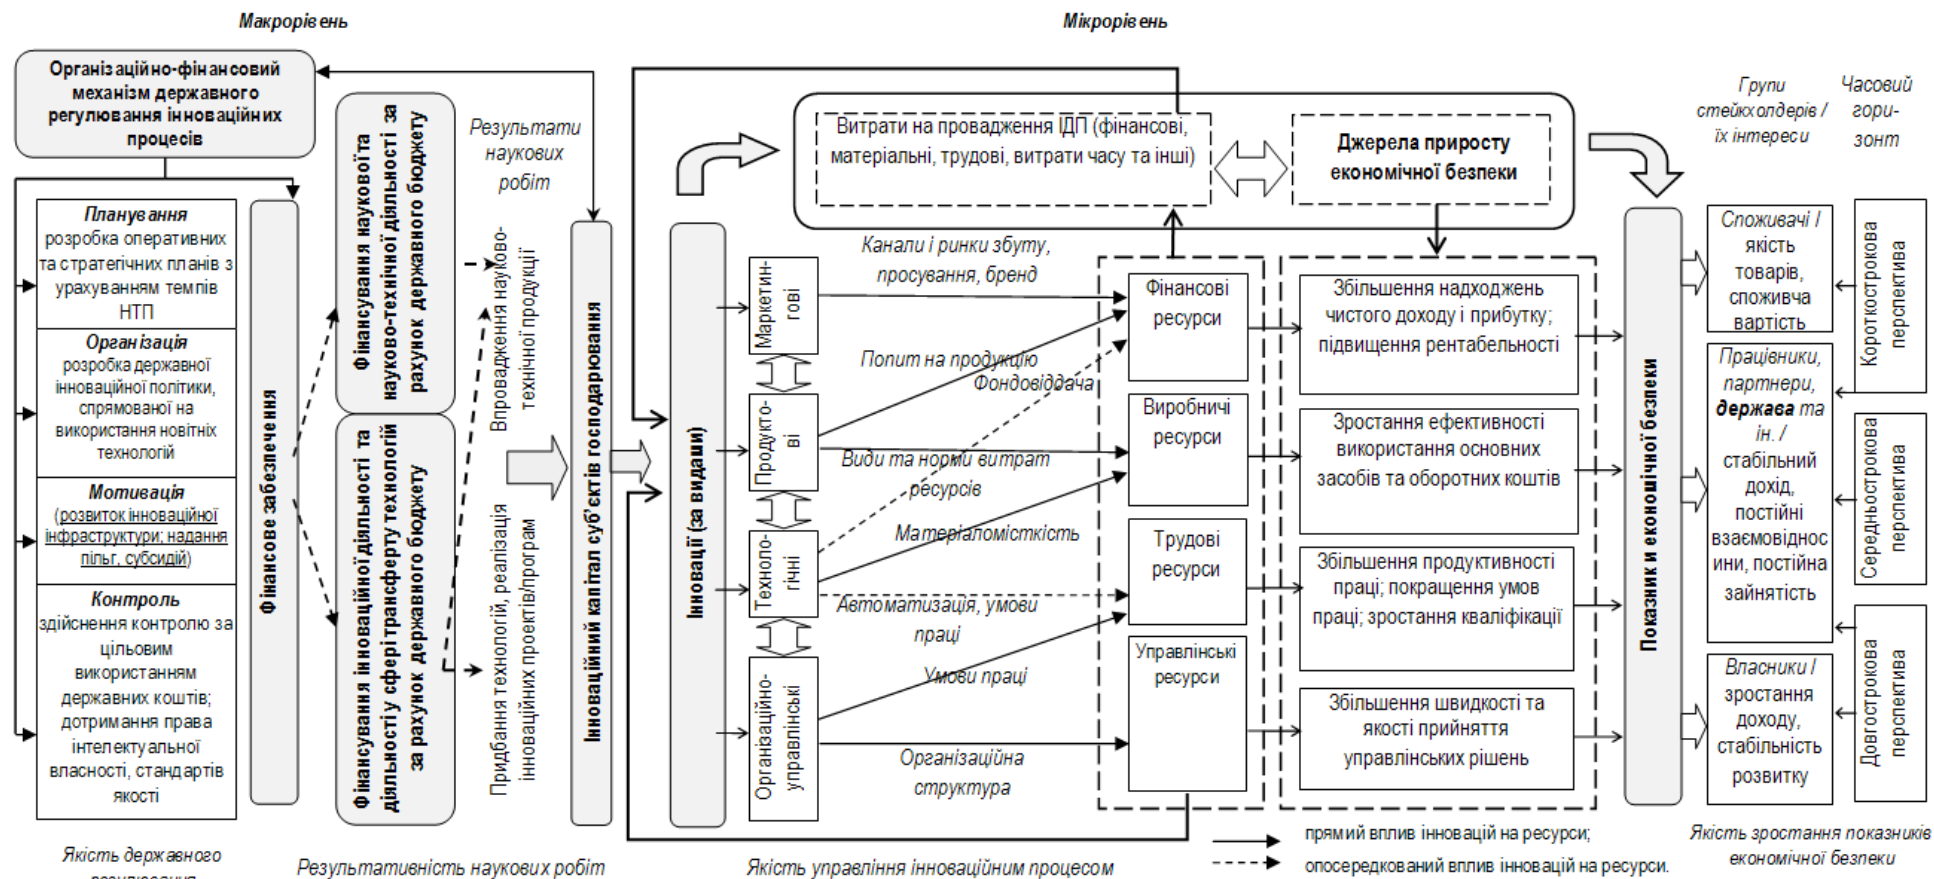 Макрорівень
Мікрорівень
Організаційно-фінансовий
механізм державного
регулювання інноваційних
процесів
Планування
розробка оперативних
та стратегічних планів з
урахуванням темпів
НТП
Організація
розробка державної
інноваційної політики,
спрямованої на
використання новітніх
технологій
Мотивація
(розвиток інноваційної
інфраструктури; надання
пільг, субсидій)
Контроль
здійснення контролю за
цільовим
використанням
державних коштів;
дотримання права
інтелектуальної
власності, стандартів
якості
Якість державного
Фінансове забезпечення
Фінансування наукової та
науково-технічної діяльності за
рахунок державного бюджету
Фінансування інноваційної діяльності та
діяльності у сфері трансферту технологій
за рахунок державного бюджету
Результати
наукових
робіт
Впровадження науково-
технічної продукції
Придбання технологій, реалізація
інноваційних проектів/програм
Результативність наукових робіт
Інноваційний капітал суб'єктів господарювання
Інновації (за видаши)
Маркетин-
гові
Продукто-
ві
Техноло-
гічні
Організаційно-
управлінські
Витрати на провадження ІДП (фінансові,
матеріальні, трудові, витрати часу та інші)
Джерела приросту
економічної безпеки
Канали і ринки збуту,
просування, бренд
Попит на продукцію
Фондовіддача
Види та норми витрат
ресурсів
Матеріаломісткість
Автоматизація, умови
праці
Умови праці
Організаційна
структура
Фінансові
ресурси
Виробничі
ресурси
Трудові
ресурси
Управлінські
ресурси
Збільшення надходжень
чистого доходу і прибутку;
підвищення рентабельності
Зростання ефективності
використання основних
засобів та оборотних коштів
Збільшення продуктивності
праці; покращення умов
праці; зростання кваліфікації
Збільшення швидкості та
якості прийняття
управлінських рішень
Якість управління інноваційним процесом
прямий вплив інновацій на ресурси;
опосредкований вплив інновацій на ресурси.
Показники економічної безпеки
Групи
стейкхолдерів /
їх інтереси
Часовий
гори-
зонт
Споживачі /
якість
товарів,
споживча
вартість
Працівники,
партнери,
держава та
ін. /
стабільний
дохід,
постійні
взаємовіднос
ини, постійна
зайнятість
Власники /
зростання
доходу,
стабільність
розвитку
Короткострокова
перспектива
Середньострокова
перспектива
Довгострокова
перспектива
Якість зростання показників
економічної безпеки